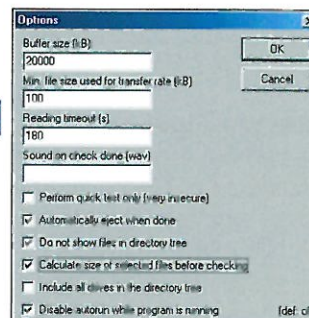 Options
Buffer size (kB)
20000
OK
Min. file size used for transfer rate (kB)
Cancel
100
Reading timeout (s)
180
Sound on check done (wav)
Perform quick test only (very insecure)
Automatically eject when done
Do not show files in directory tree
Calculate size of selected files before checking
Include all drives in the directory tree
Disable autorun while program is running
[def: